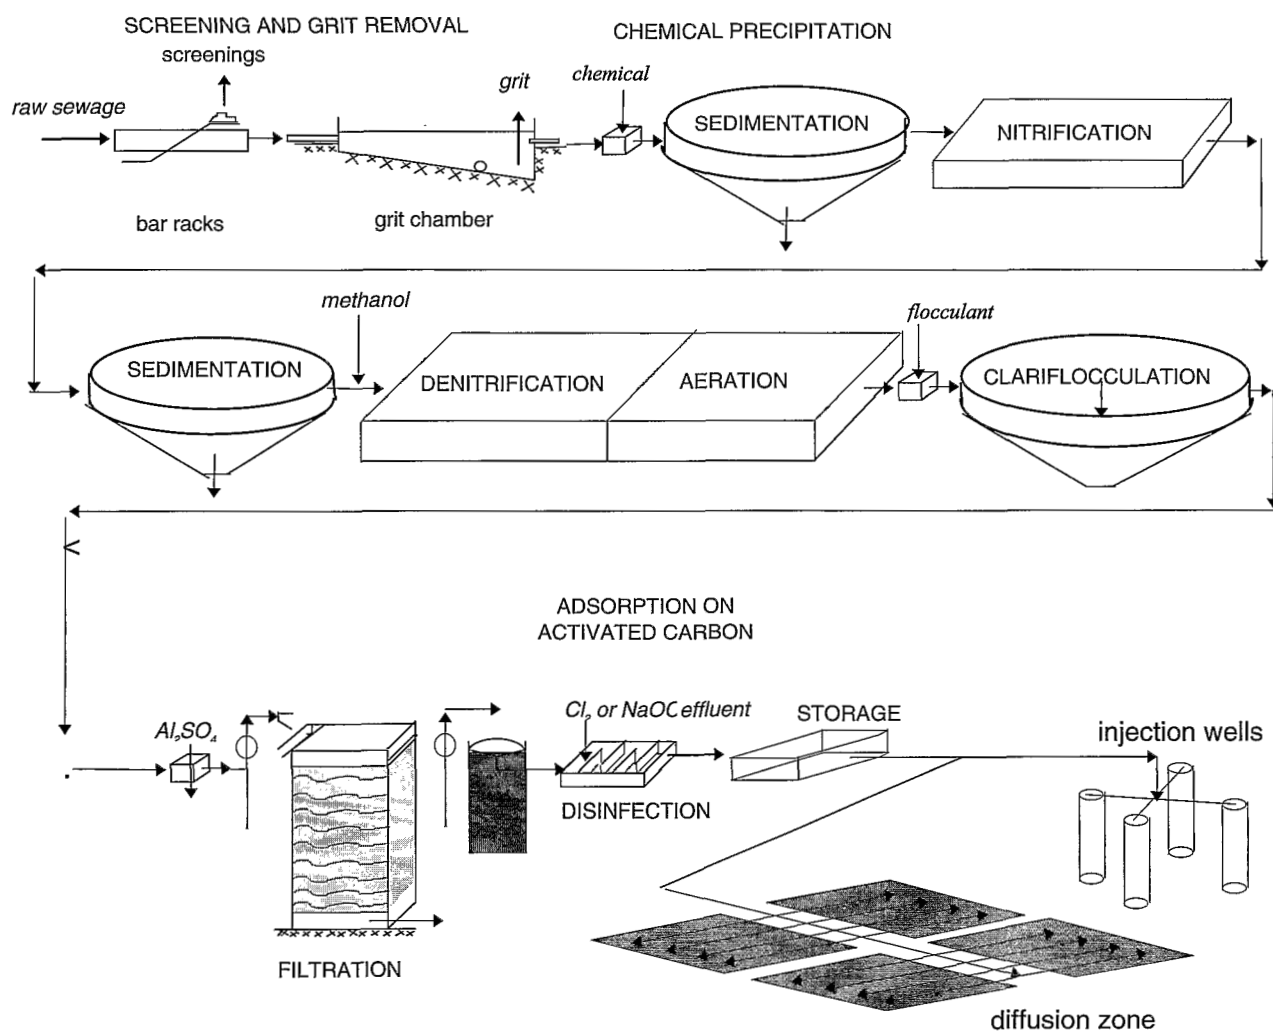 SCREENING AND GRIT REMOVAL
screenings
CHEMICAL PRECIPITATION
raw sewage
grit
chemical
SEDIMENTATION
NITRIFICATION
bar racks
grit chamber
methanol
flocculant
SEDIMENTATION
DENITRIFICATION
AERATION
CLARIFLOCCULATION
ADSORPTION ON
ACTIVATED CARBON
Al₂SO₄
Cl₂ or NaOC effluent
STORAGE
injection wells
DISINFECTION
FILTRATION
diffusion zone